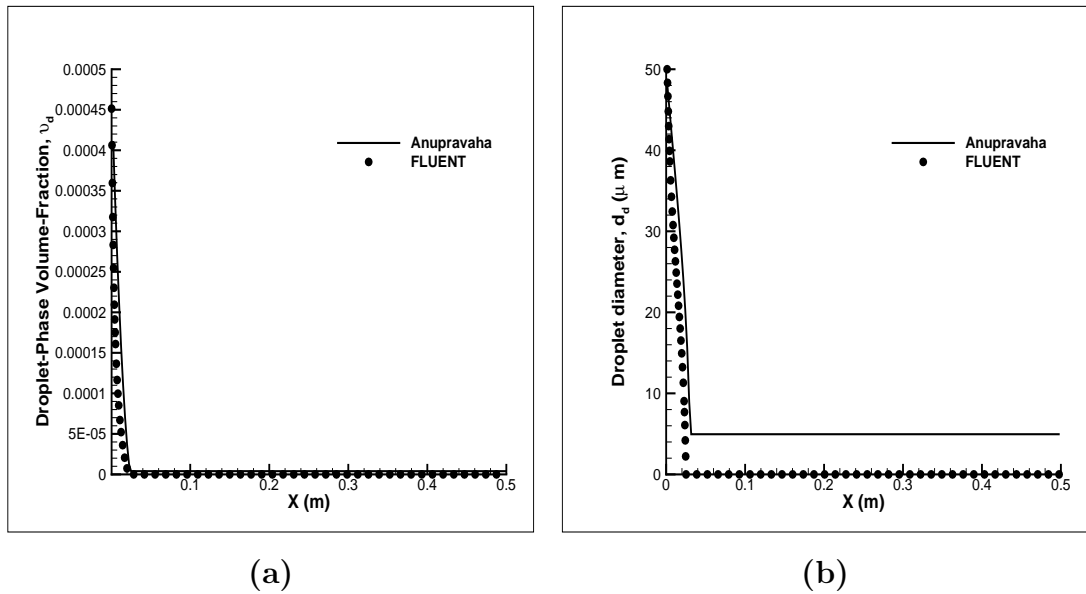 0.0005
0.00045
0.0004
0.00035
0.0003
0.00025
0.0002
0.00015
0.0001
5E-05
0
Droplet-Phase Volume-Fraction, υd
Anupravaha
FLUENT
0.1 0.2 0.3 0.4 0.5
X (m)
(a)
50
40
30
20
10
0
Droplet diameter, dd (μ m)
Anupravaha
FLUENT
0 0.1 0.2 0.3 0.4 0.5
X (m)
(b)